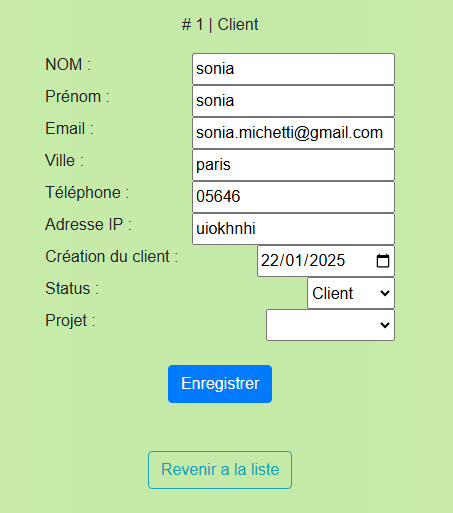 # 1 | Client
NOM : sonia
Prénom : sonia
Email : sonia.michetti@gmail.com
Ville : paris
Téléphone : 05646
Adresse IP : uiokhnhi
Création du client : 22/01/2025
Status : Client
Projet :
Enregistrer
Revenir a la liste